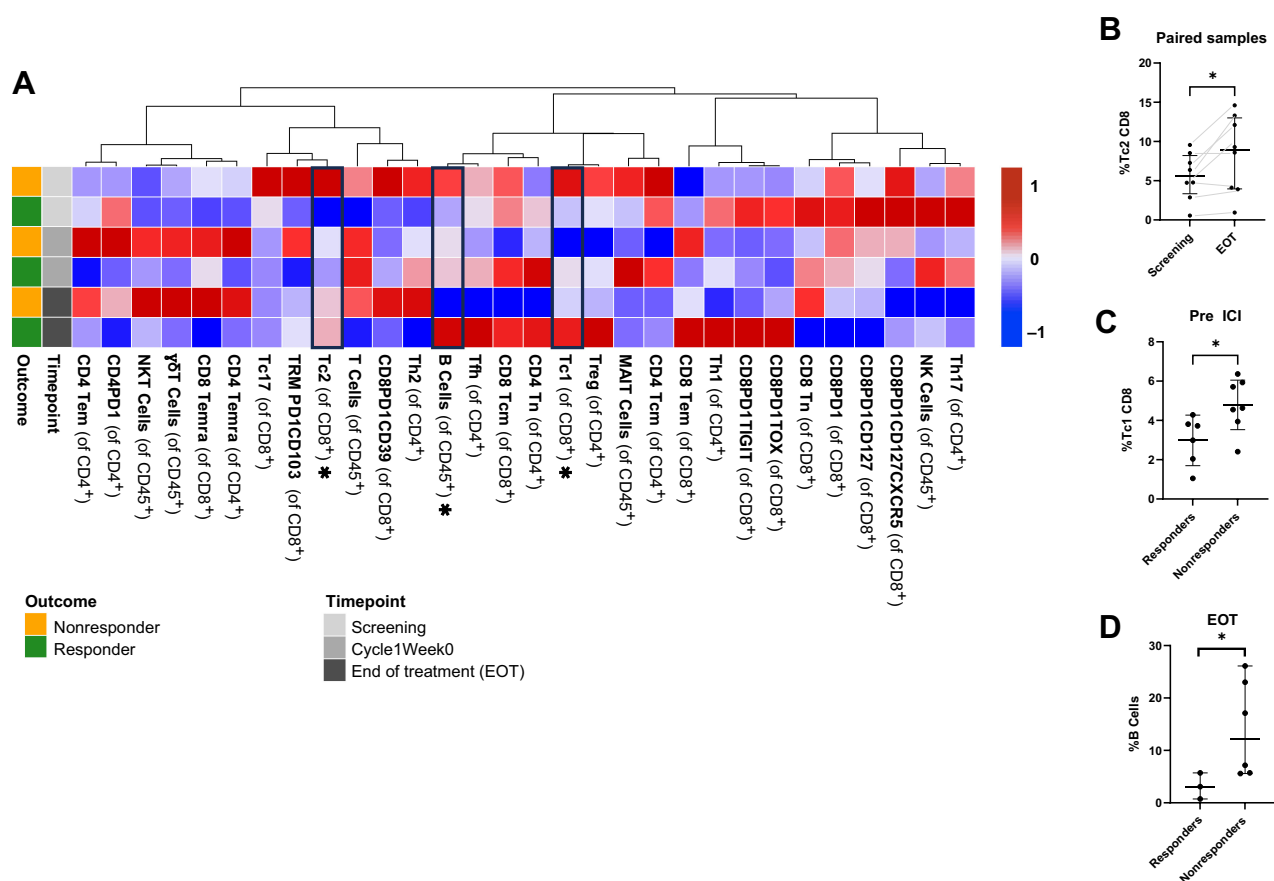 A
1
0
−1
Outcome
Timepoint
CD4 Tem (of CD4+)
CD4PD1 (of CD4+)
NKT Cells (of CD45+)
γδT Cells (of CD45+)
CD8 Temra (of CD8+)
CD4 Temra (of CD4+)
Tc17 (of CD8+)
TRM PD1CD103 (of CD8+)
Tc2 (of CD8+) *
T Cells (of CD45+)
CD8PD1CD39 (of CD8+)
Th2 (of CD4+)
B Cells (of CD45+) *
Tfh (of CD4+)
CD8 Tcm (of CD8+)
CD4 Tn (of CD4+)
Tc1 (of CD8+) *
Treg (of CD4+)
MAIT Cells (of CD45+)
CD4 Tcm (of CD4+)
CD8 Tem (of CD8+)
Th1 (of CD4+)
CD8PD1TIGIT (of CD8+)
CD8PD1TOX (of CD8+)
CD8 Tn (of CD8+)
CD8PD1 (of CD8+)
CD8PD1CD127 (of CD8+)
CD8PD1CD127CXCR5 (of CD8+)
NK Cells (of CD45+)
Th17 (of CD4+)
Outcome
Nonresponder
Responder
Timepoint
Screening
Cycle1Week0
End of treatment (EOT)
B
Paired samples
*
%Tc2 CD8
20
15
10
5
0
Screening
EOT
C
Pre ICI
*
%Tc1 CD8
8
6
4
2
0
Responders
Nonresponders
D
EOT
*
%B Cells
30
20
10
0
Responders
Nonresponders